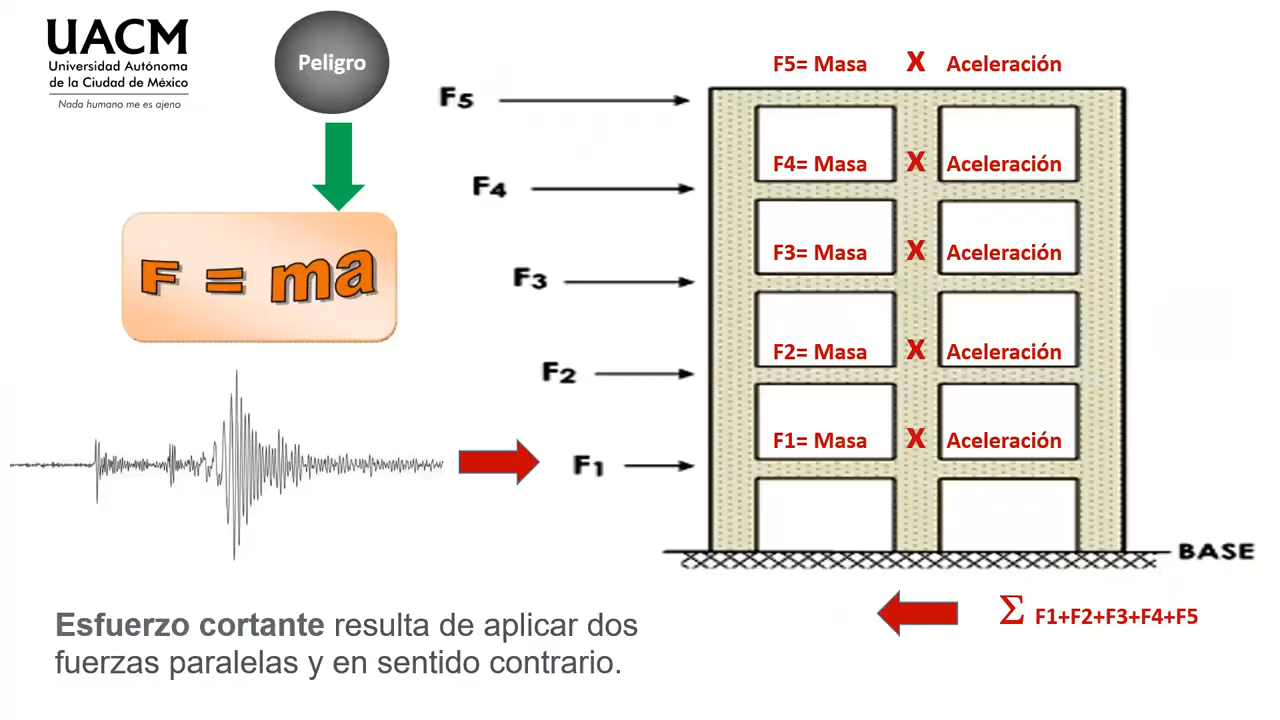 UACM
Universidad Autónoma
de la Ciudad de México
Nada humano me es ajeno
Peligro
F = ma
F5= Masa X Aceleración
F5
F4= Masa X Aceleración
F4
F3= Masa X Aceleración
F3
F2= Masa X Aceleración
F2
F1= Masa X Aceleración
F1
BASE
Σ F1+F2+F3+F4+F5
Esfuerzo cortante resulta de aplicar dos
fuerzas paralelas y en sentido contrario.